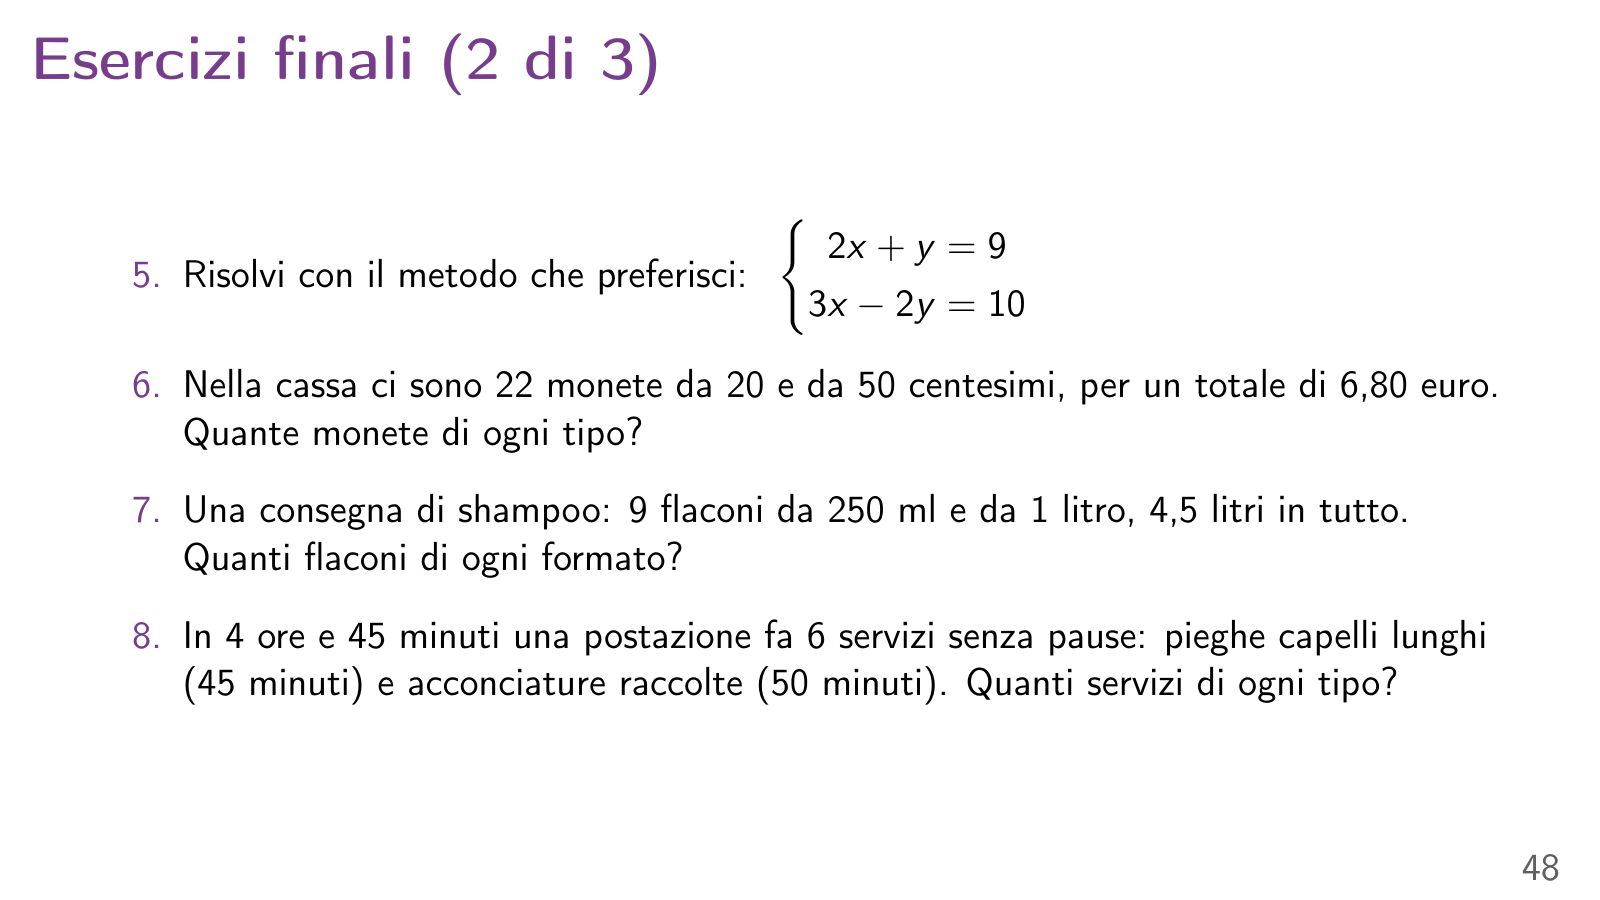 Esercizi finali (2 di 3)
5. Risolvi con il metodo che preferisci: { 2x + y = 9
3x − 2y = 10
6. Nella cassa ci sono 22 monete da 20 e da 50 centesimi, per un totale di 6,80 euro.
Quante monete di ogni tipo?
7. Una consegna di shampoo: 9 flaconi da 250 ml e da 1 litro, 4,5 litri in tutto.
Quanti flaconi di ogni formato?
8. In 4 ore e 45 minuti una postazione fa 6 servizi senza pause: pieghe capelli lunghi
(45 minuti) e acconciature raccolte (50 minuti). Quanti servizi di ogni tipo?
48